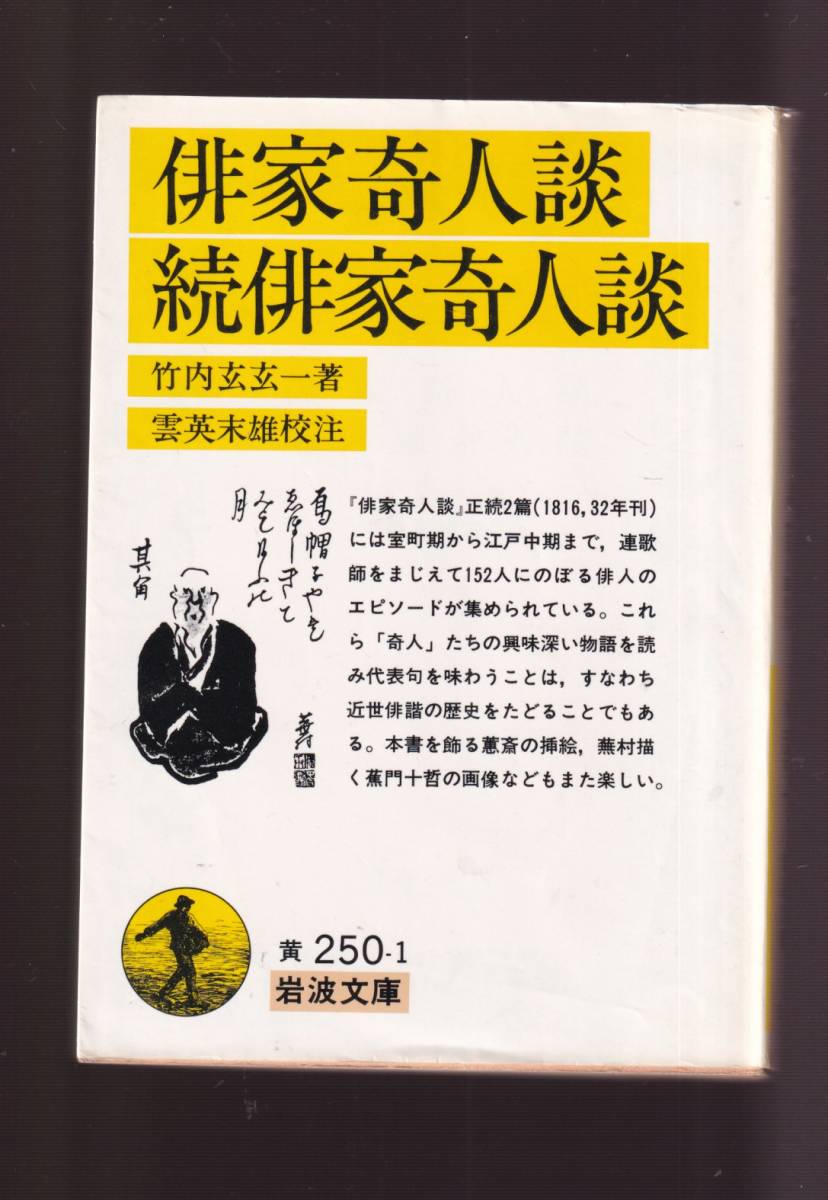 俳家奇人談
続俳家奇人談
竹内玄玄一著
雲英末雄校注
『俳家奇人談』正続2篇(1816,32年刊)
には室町期から江戸中期まで,連歌
師をまじえて152人にのぼる俳人の
エピソードが集められている。これ
ら「奇人」たちの興味深い物語を読
み代表句を味わうことは,すなわち
近世俳諧の歴史をたどることでもあ
る。本書を飾る蕙斎の挿絵,蕪村描
く蕉門十哲の画像などもまた楽しい。
其角
黄 250-1
岩波文庫